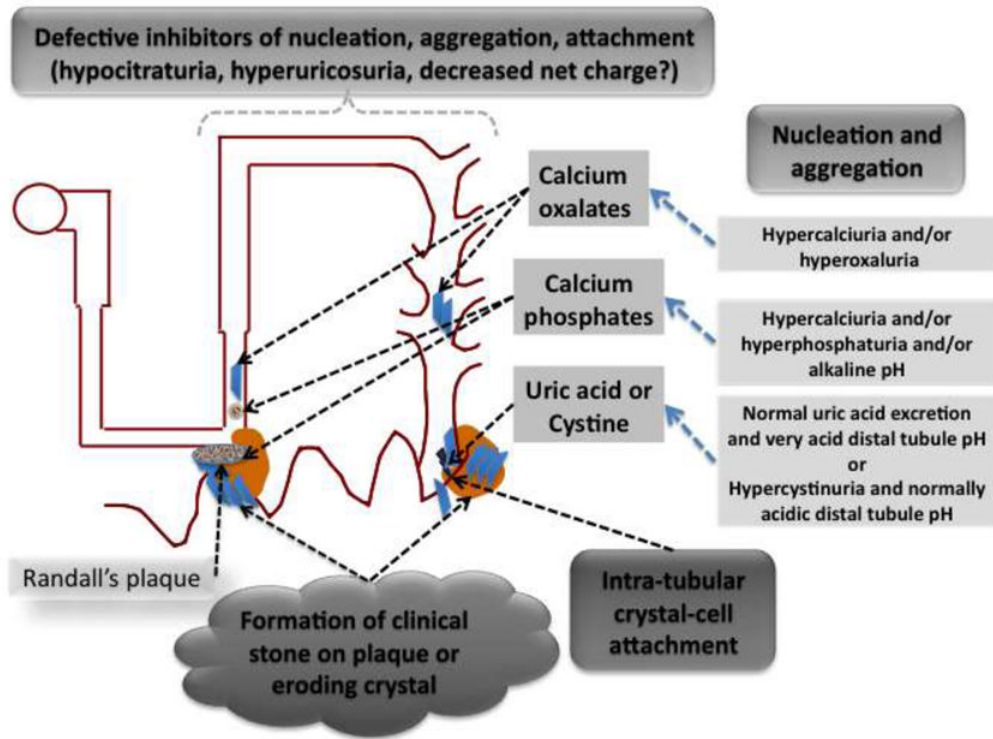 Defective inhibitors of nucleation, aggregation, attachment
(hypocitraturia, hyperuricosuria, decreased net charge?)
Nucleation and
aggregation
Calcium
oxalates
Hypercalciuria and/or
hyperoxaluria
Calcium
phosphates
Hypercalciuria and/or
hyperphosphaturia and/or
alkaline pH
Uric acid or
Cystine
Normal uric acid excretion
and very acid distal tubule pH
or
Hypercystinuria and normally
acidic distal tubule pH
Randall's plaque
Formation of clinical
stone on plaque or
eroding crystal
Intra-tubular
crystal-cell
attachment